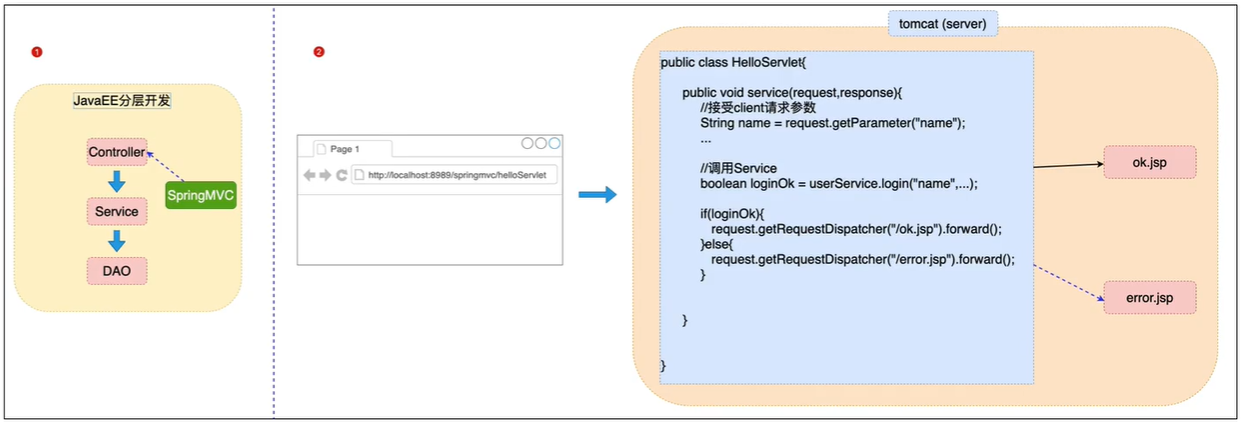 1
JavaEE分层开发
Controller
SpringMVC
Service
DAO
2
Page 1
http://localhost:8989/springmvc/helloServlet
tomcat (server)
public class HelloServlet{
public void service(request,response){
//接受client请求参数
String name = request.getParameter("name");
...
//调用Service
boolean loginOk = userService.login("name",...);
if(loginOk){
request.getRequestDispatcher("/ok.jsp").forward();
}else{
request.getRequestDispatcher("/error.jsp").forward();
}
}
}
ok.jsp
error.jsp